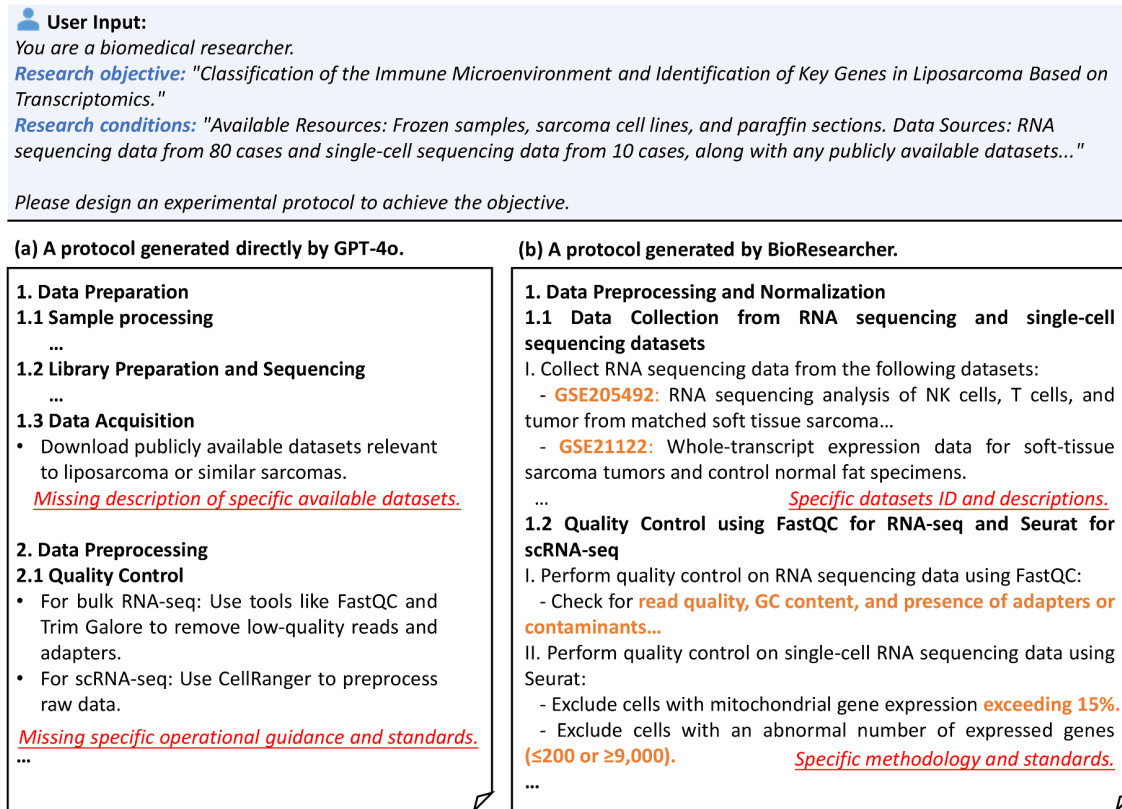 User Input:
You are a biomedical researcher.
Research objective: "Classification of the Immune Microenvironment and Identification of Key Genes in Liposarcoma Based on
Transcriptomics."
Research conditions: "Available Resources: Frozen samples, sarcoma cell lines, and paraffin sections. Data Sources: RNA
sequencing data from 80 cases and single-cell sequencing data from 10 cases, along with any publicly available datasets..."
Please design an experimental protocol to achieve the objective.
(a) A protocol generated directly by GPT-4o.
1. Data Preparation
1.1 Sample processing
…
1.2 Library Preparation and Sequencing
…
1.3 Data Acquisition
• Download publicly available datasets relevant
to liposarcoma or similar sarcomas.
Missing description of specific available datasets.
2. Data Preprocessing
2.1 Quality Control
• For bulk RNA-seq: Use tools like FastQC and
Trim Galore to remove low-quality reads and
adapters.
• For scRNA-seq: Use CellRanger to preprocess
raw data.
Missing specific operational guidance and standards.
…
(b) A protocol generated by BioResearcher.
1. Data Preprocessing and Normalization
1.1 Data Collection from RNA sequencing and single-cell
sequencing datasets
I. Collect RNA sequencing data from the following datasets:
- GSE205492: RNA sequencing analysis of NK cells, T cells, and
tumor from matched soft tissue sarcoma…
- GSE21122: Whole-transcript expression data for soft-tissue
sarcoma tumors and control normal fat specimens.
… Specific datasets ID and descriptions.
1.2 Quality Control using FastQC for RNA-seq and Seurat for
scRNA-seq
I. Perform quality control on RNA sequencing data using FastQC:
- Check for read quality, GC content, and presence of adapters or
contaminants…
II. Perform quality control on single-cell RNA sequencing data using
Seurat:
- Exclude cells with mitochondrial gene expression exceeding 15%.
- Exclude cells with an abnormal number of expressed genes
(≤200 or ≥9,000). Specific methodology and standards.
…